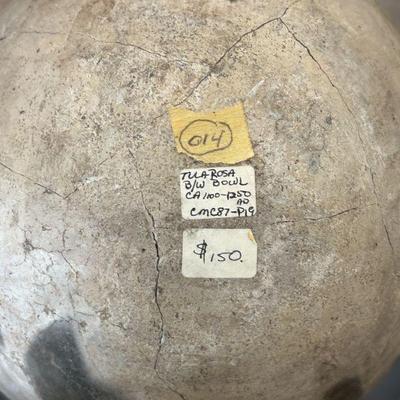 014
TULAROSA
B/W BOWL
CA 1100-1250
AD
CMC87-P19
$150.